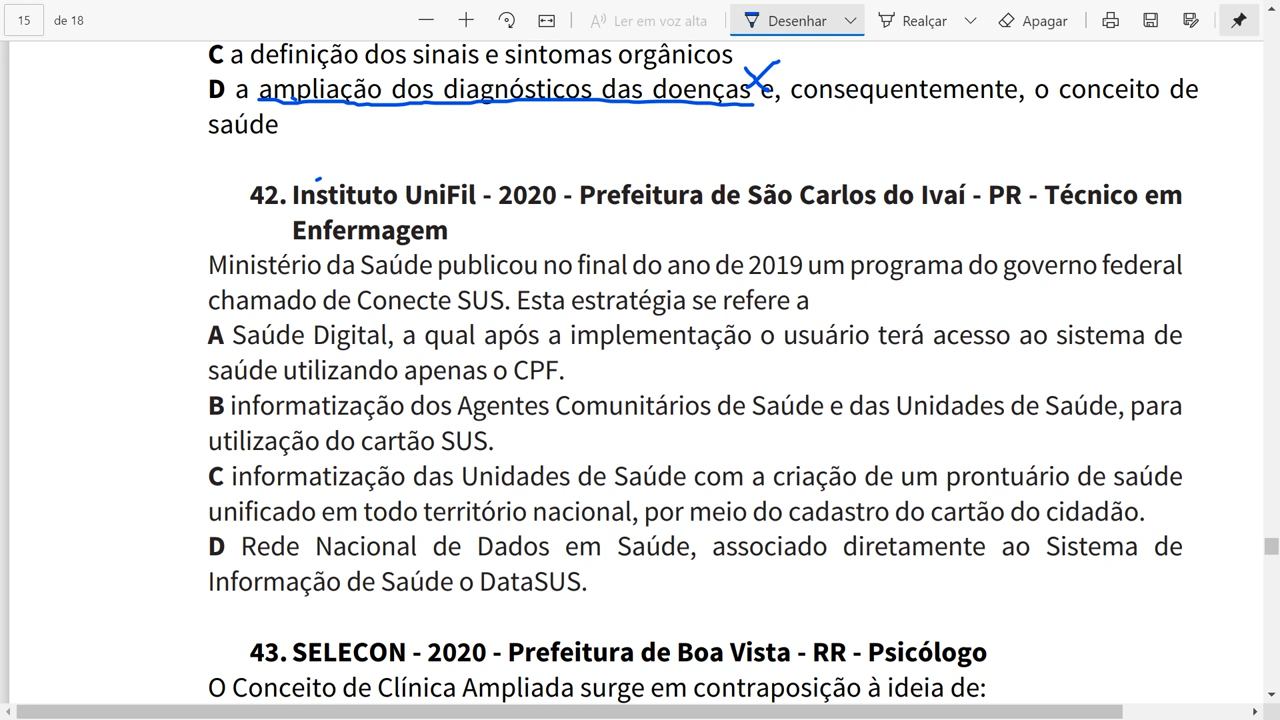 15 de 18 Ler em voz alta Desenhar Realçar Apagar
C a definição dos sinais e sintomas orgânicos
D a ampliação dos diagnósticos das doenças e, consequentemente, o conceito de
saúde
42. Instituto UniFil - 2020 - Prefeitura de São Carlos do Ivaí - PR - Técnico em
Enfermagem
Ministério da Saúde publicou no final do ano de 2019 um programa do governo federal
chamado de Conecte SUS. Esta estratégia se refere a
A Saúde Digital, a qual após a implementação o usuário terá acesso ao sistema de
saúde utilizando apenas o CPF.
B informatização dos Agentes Comunitários de Saúde e das Unidades de Saúde, para
utilização do cartão SUS.
C informatização das Unidades de Saúde com a criação de um prontuário de saúde
unificado em todo território nacional, por meio do cadastro do cartão do cidadão.
D Rede Nacional de Dados em Saúde, associado diretamente ao Sistema de
Informação de Saúde o DataSUS.
43. SELECON - 2020 - Prefeitura de Boa Vista - RR - Psicólogo
O Conceito de Clínica Ampliada surge em contraposição à ideia de: